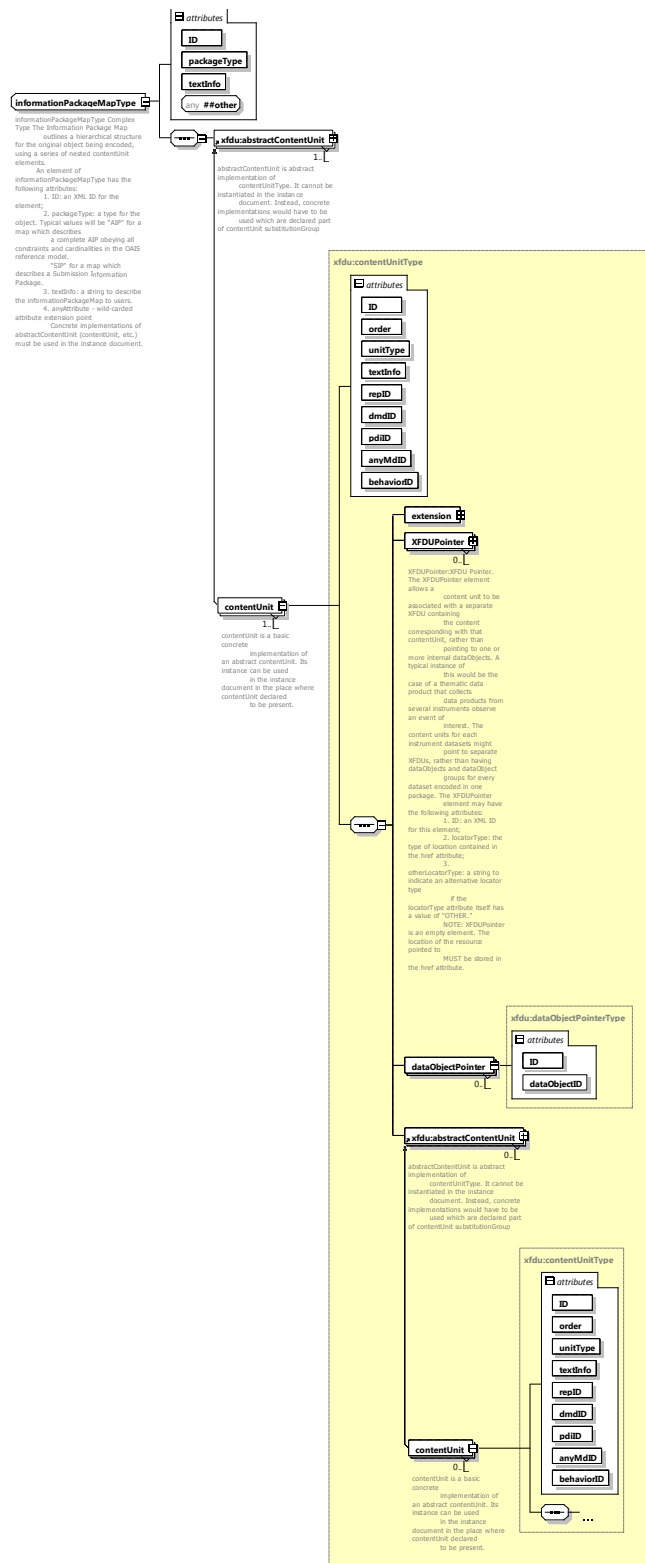 attributes
ID
packageType
textInfo
any ##other
informationPackageMapType
informationPackageMapType Complex
Type The Information Package Map
outlines a hierarchical structure
for the original object being encoded,
using a series of nested contentUnit
elements.
An element of
informationPackageMapType has the
following attributes:
1. ID: an XML ID for the
element;
2. packageType: a type for the
object. Typical values will be "AIP" for a
map which describes
a complete AIP obeying all
constraints and cardinalities in the OAIS
reference model.
"SIP" for a map which
describes a Submission Information
Package.
3. textInfo: a string to describe
the informationPackageMap to users.
4. anyAttribute - wild-carded
attribute extension point
Concrete implementations of
abstractContentUnit (contentUnit, etc.)
must be used in the instance document.
xfdu:abstractContentUnit
1..
abstractContentUnit is abstract
implementation of
contentUnitType. It cannot be
instantiated in the instance
document. Instead, concrete
implementations would have to be
used which are declared part
of contentUnit substitutionGroup
xfdu:contentUnitType
attributes
ID
order
unitType
textInfo
repID
dmdID
pdiID
anyMdID
behaviorID
contentUnit
1..
contentUnit is a basic
concrete
implementation of
an abstract contentUnit. Its
instance can be used
in the instance
document in the place where
contentUnit declared
to be present.
extension
XFDUPointer
0..
XFDUPointer:XFDU Pointer.
The XFDUPointer element
allows a
content unit to be
associated with a separate
XFDU containing
the content
corresponding with that
contentUnit, rather than
pointing to one or
more internal dataObjects. A
typical instance of
this would be the
case of a thematic data
product that collects
data products from
several instruments observe
an event of
interest. The
content units for each
instrument datasets might
point to separate
XFDUs, rather than having
dataObjects and dataObject
groups for every
dataset encoded in one
package. The XFDUPointer
element may have
the following attributes:
1. ID: an XML ID
for this element;
2. locatorType: the
type of location contained in
the href attribute;
3.
otherLocatorType: a string to
indicate an alternative locator
type
if the
locatorType attribute itself has
a value of "OTHER."
NOTE: XFDUPointer
is an empty element. The
location of the resource
pointed to
MUST be stored in
the href attribute.
xfdu:dataObjectPointerType
attributes
ID
dataObjectID
dataObjectPointer
0..
xfdu:abstractContentUnit
0..
abstractContentUnit is abstract
implementation of
contentUnitType. It cannot be
instantiated in the instance
document. Instead, concrete
implementations would have to be
used which are declared part
of contentUnit substitutionGroup
xfdu:contentUnitType
attributes
ID
order
unitType
textInfo
repID
dmdID
pdiID
anyMdID
behaviorID
contentUnit
0..
contentUnit is a basic
concrete
implementation of
an abstract contentUnit. Its
instance can be used
in the instance
document in the place where
contentUnit declared
to be present.
...